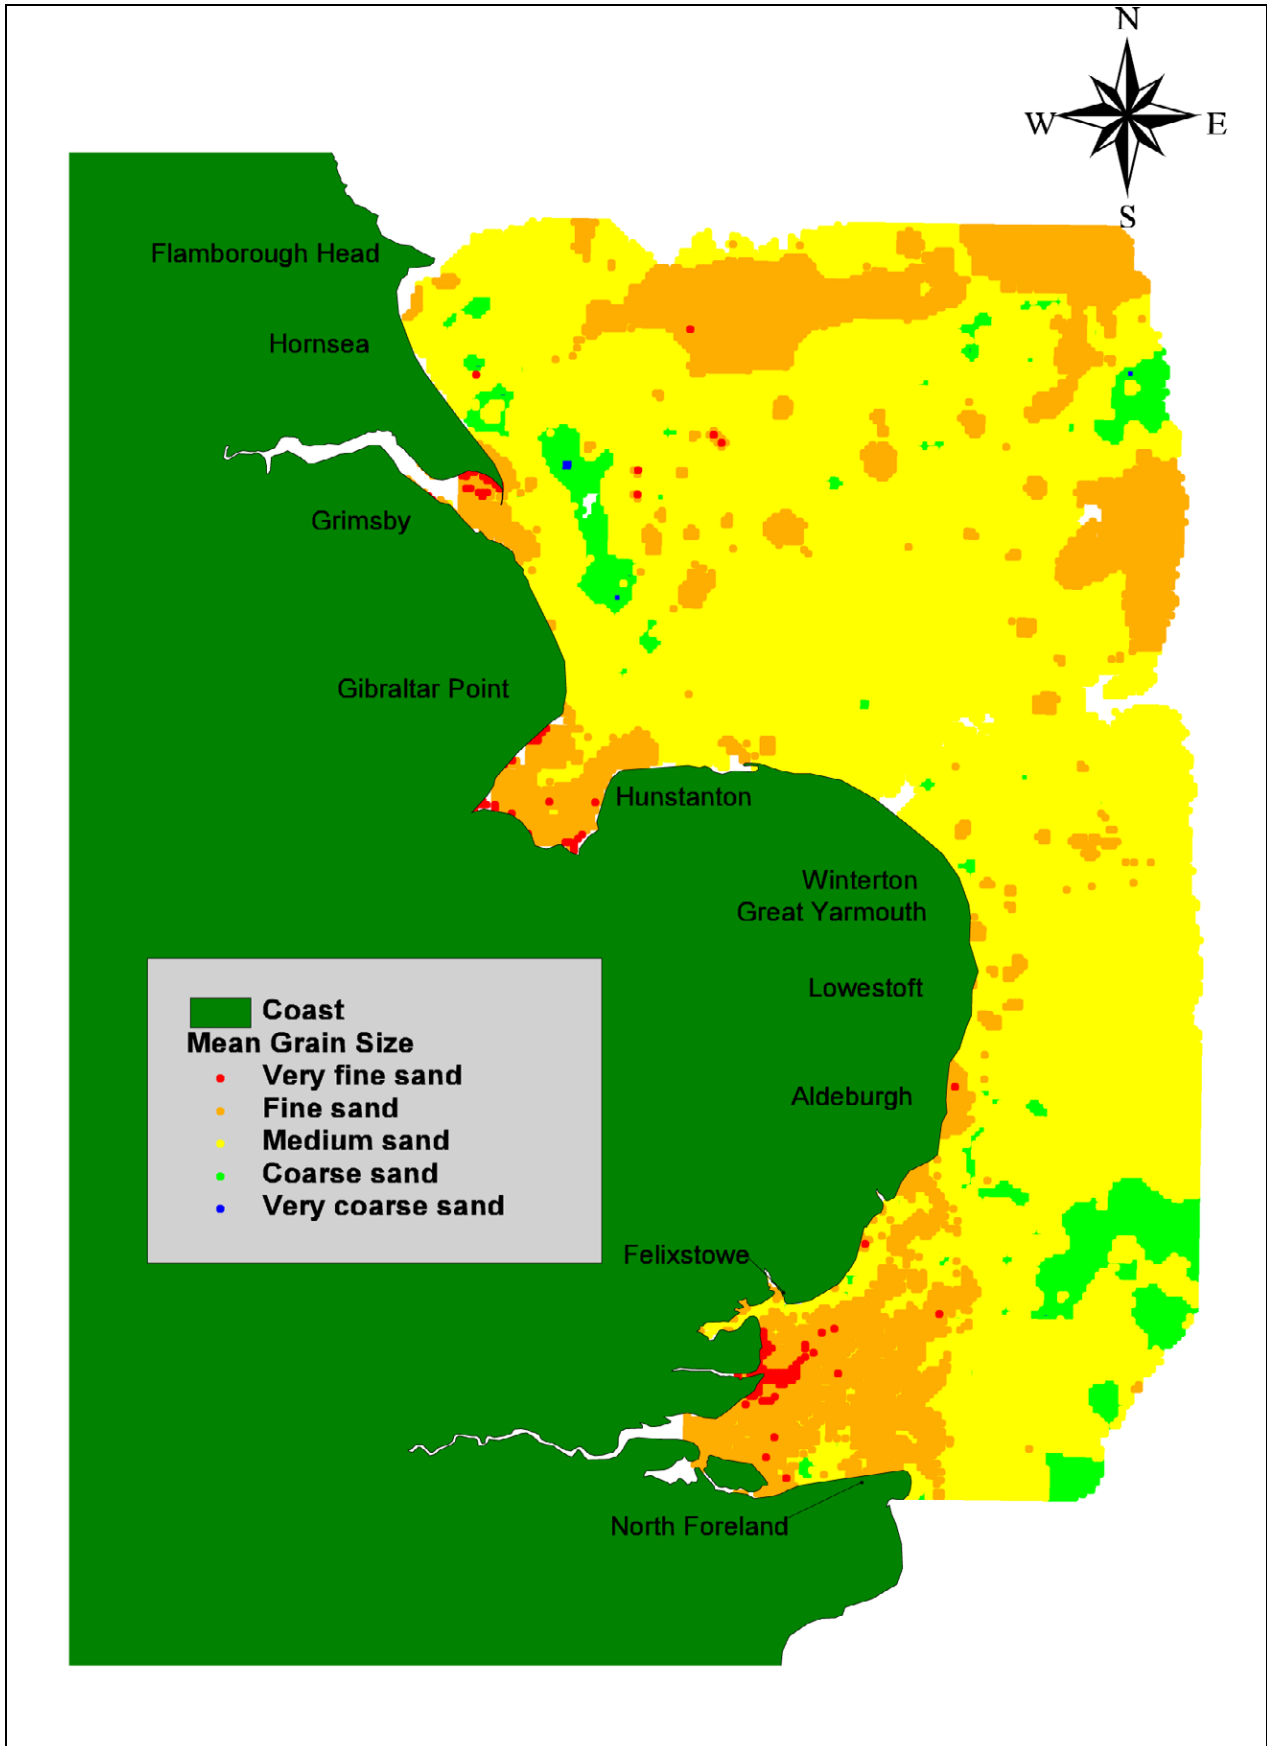 N
W E
S
Flamborough Head
Hornsea
Grimsby
Gibraltar Point
Hunstanton
Winterton
Great Yarmouth
Lowestoft
Coast
Mean Grain Size
Very fine sand
Fine sand
Medium sand
Coarse sand
Very coarse sand
Aldeburgh
Felixstowe
North Foreland